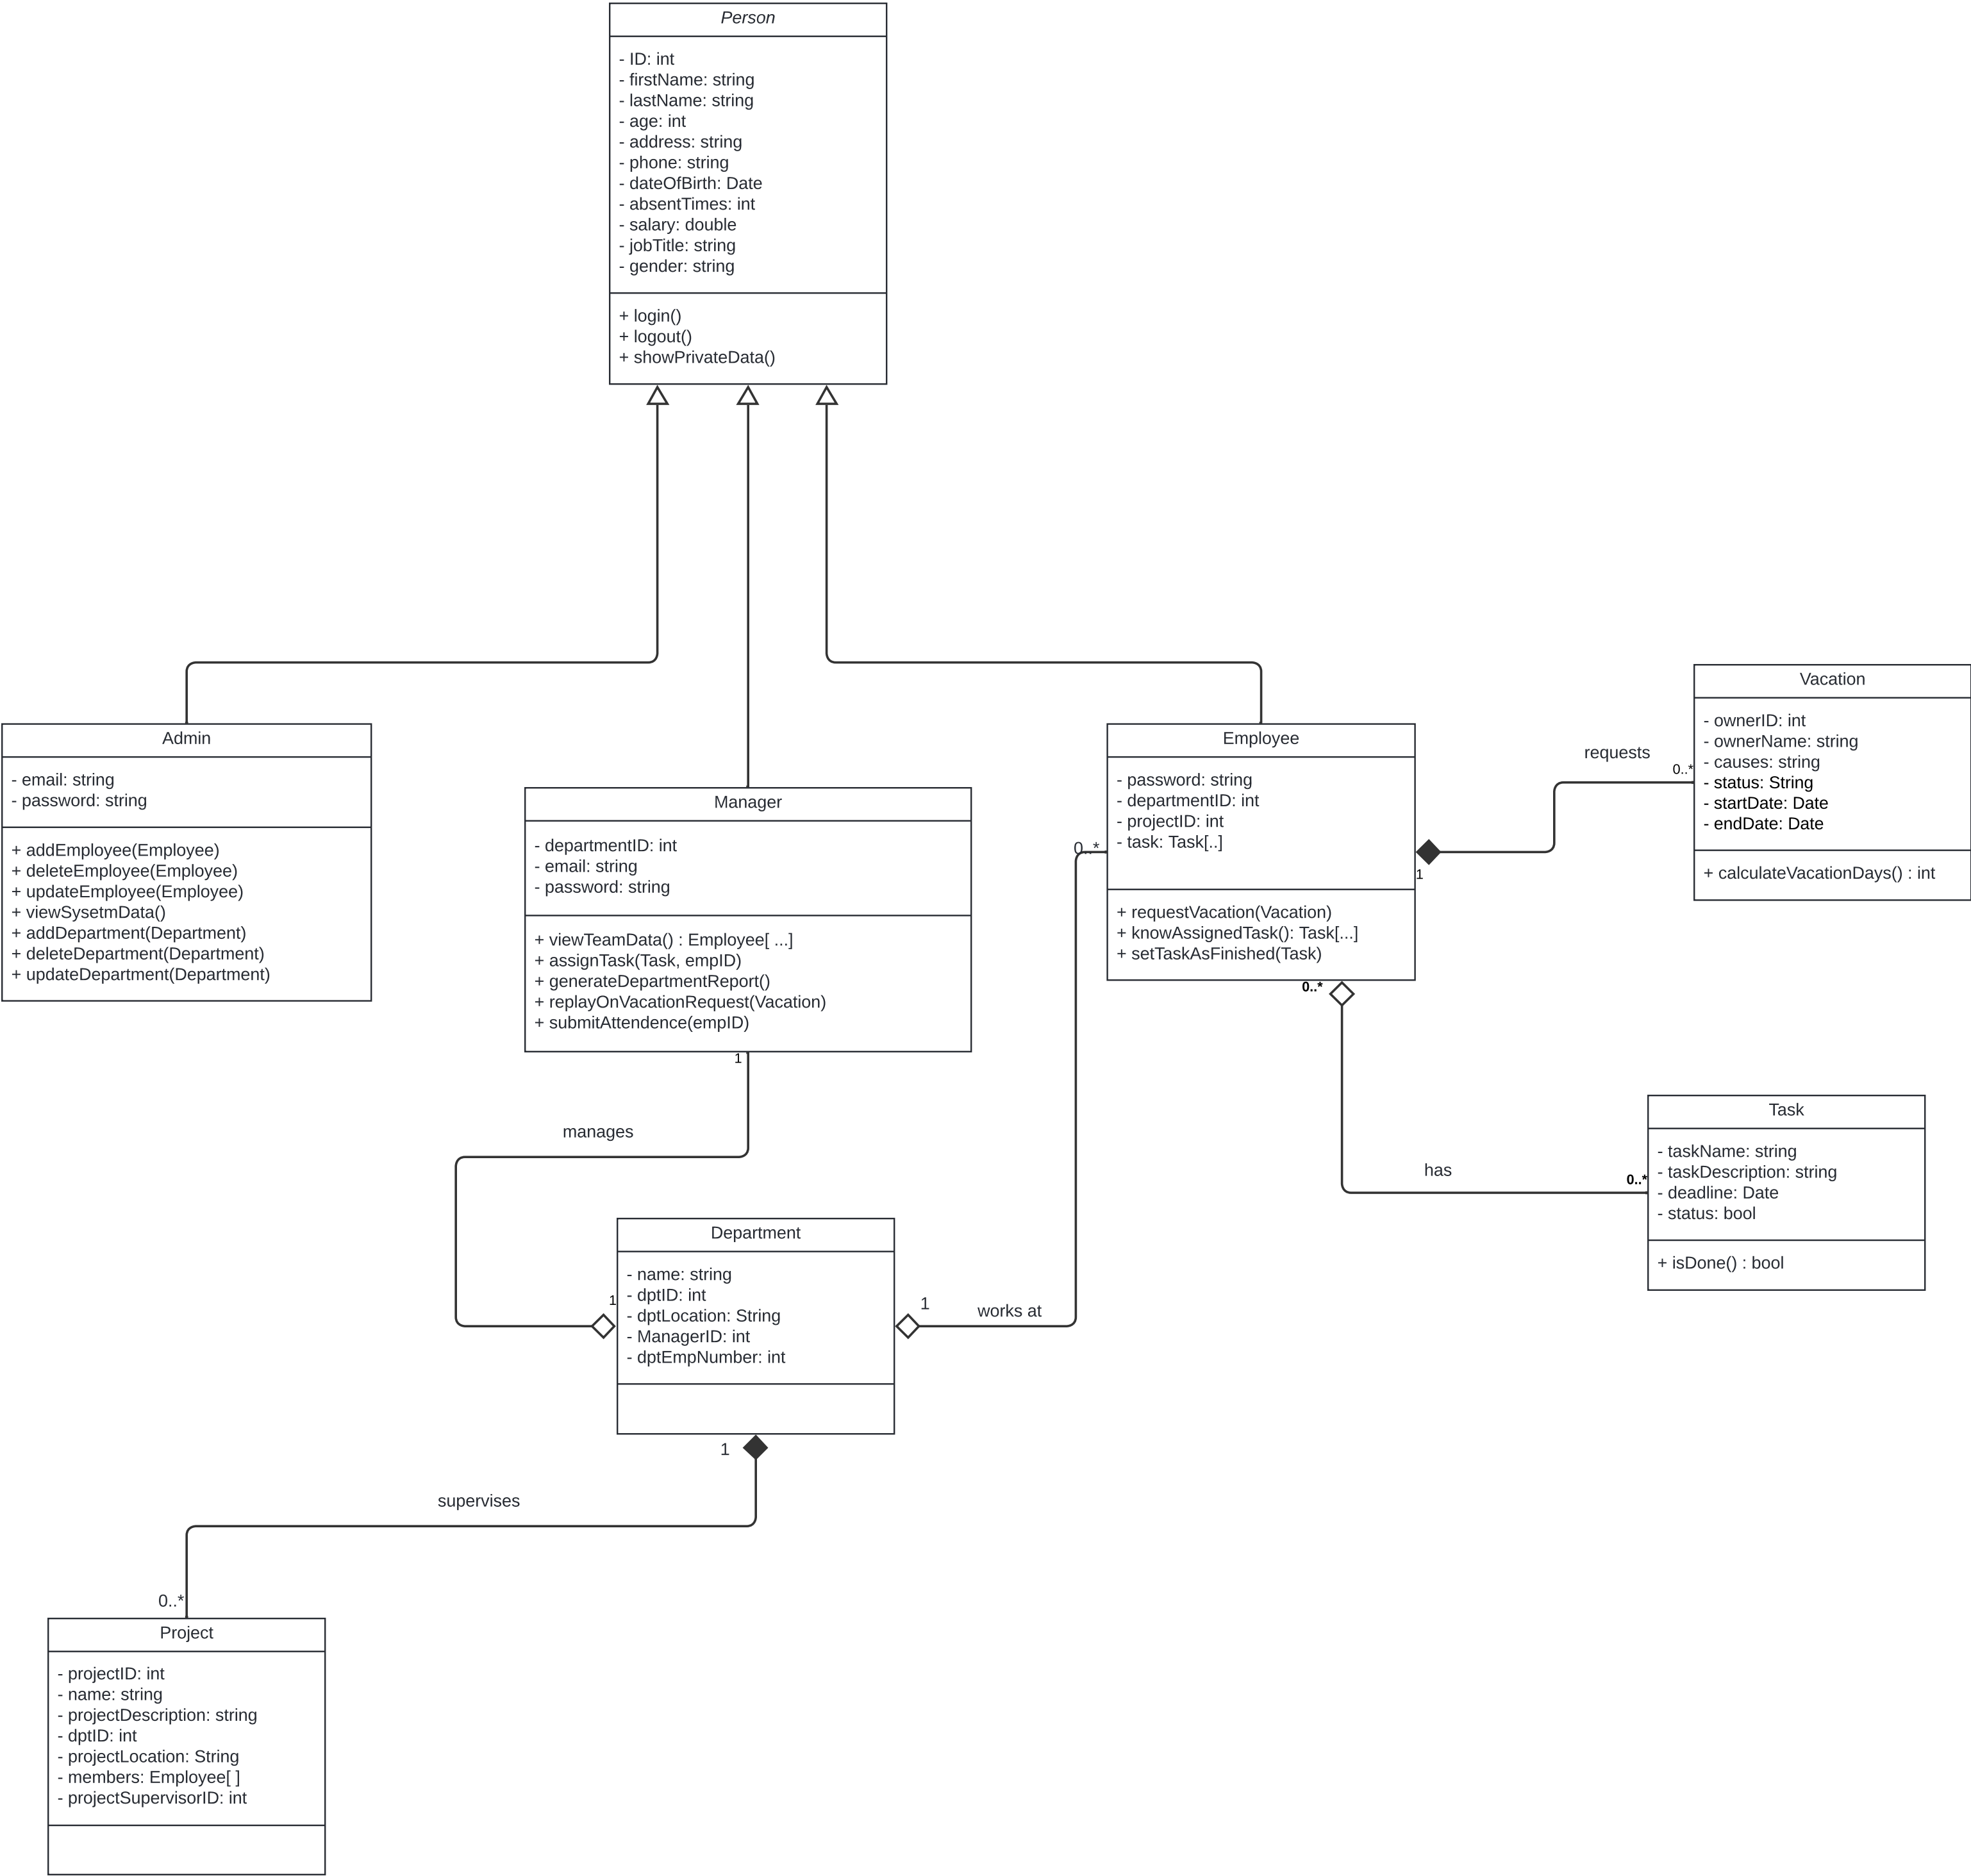 Person
- ID: int
- firstName: string
- lastName: string
- age: int
- address: string
- phone: string
- dateOfBirth: Date
- absentTimes: int
- salary: double
- jobTitle: string
- gender: string
+ login()
+ logout()
+ showPrivateData()
Admin
- email: string
- password: string
+ addEmployee(Employee)
+ deleteEmployee(Employee)
+ updateEmployee(Employee)
+ viewSysetmData()
+ addDepartment(Department)
+ deleteDepartment(Department)
+ updateDepartment(Department)
Manager
- departmentID: int
- email: string
- password: string
+ viewTeamData() : Employee[ ...]
+ assignTask(Task, empID)
+ generateDepartmentReport()
+ replayOnVacationRequest(Vacation)
+ submitAttendence(empID)
1
manages
1
Employee
- password: string
- departmentID: int
- projectID: int
- task: Task[..]
+ requestVacation(Vacation)
+ knowAssignedTask(): Task[...]
+ setTaskAsFinished(Task)
0..*
1
requests
0..*
Vacation
- ownerID: int
- ownerName: string
- causes: string
- status: String
- startDate: Date
- endDate: Date
+ calculateVacationDays() : int
0..*
has
0..*
Task
- taskName: string
- taskDescription: string
- deadline: Date
- status: bool
+ isDone() : bool
Department
- name: string
- dptID: int
- dptLocation: String
- ManagerID: int
- dptEmpNumber: int
1
works at
1
supervises
0..*
Project
- projectID: int
- name: string
- projectDescription: string
- dptID: int
- projectLocation: String
- members: Employee[ ]
- projectSupervisorID: int